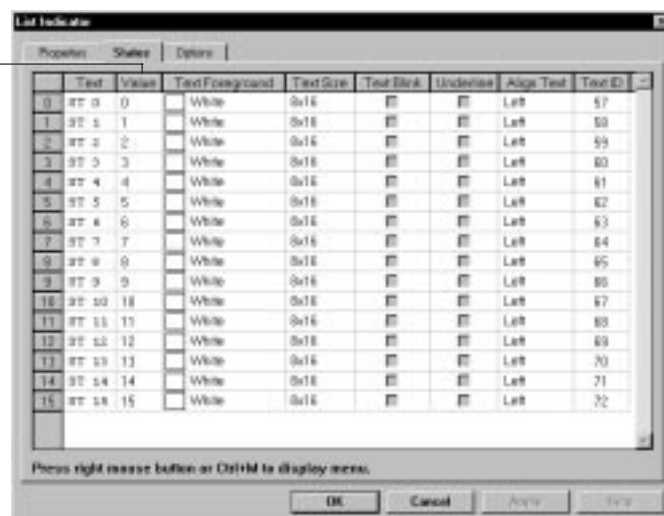 List Indicator
Properties States Options
Text Value Text Foreground Text Size Text Blink Underline Align Text Text ID
0 ST 0 0 White 8x16 Left 57
1 ST 1 1 White 8x16 Left 58
2 ST 2 2 White 8x16 Left 59
3 ST 3 3 White 8x16 Left 60
4 ST 4 4 White 8x16 Left 61
5 ST 5 5 White 8x16 Left 62
6 ST 6 6 White 8x16 Left 63
7 ST 7 7 White 8x16 Left 64
8 ST 8 8 White 8x16 Left 65
9 ST 9 9 White 8x16 Left 66
10 ST 10 10 White 8x16 Left 67
11 ST 11 11 White 8x16 Left 68
12 ST 12 12 White 8x16 Left 69
13 ST 13 13 White 8x16 Left 70
14 ST 14 14 White 8x16 Left 71
15 ST 15 15 White 8x16 Left 72
Press right mouse button or Ctrl+M to display menu.
OK Cancel Apply Help